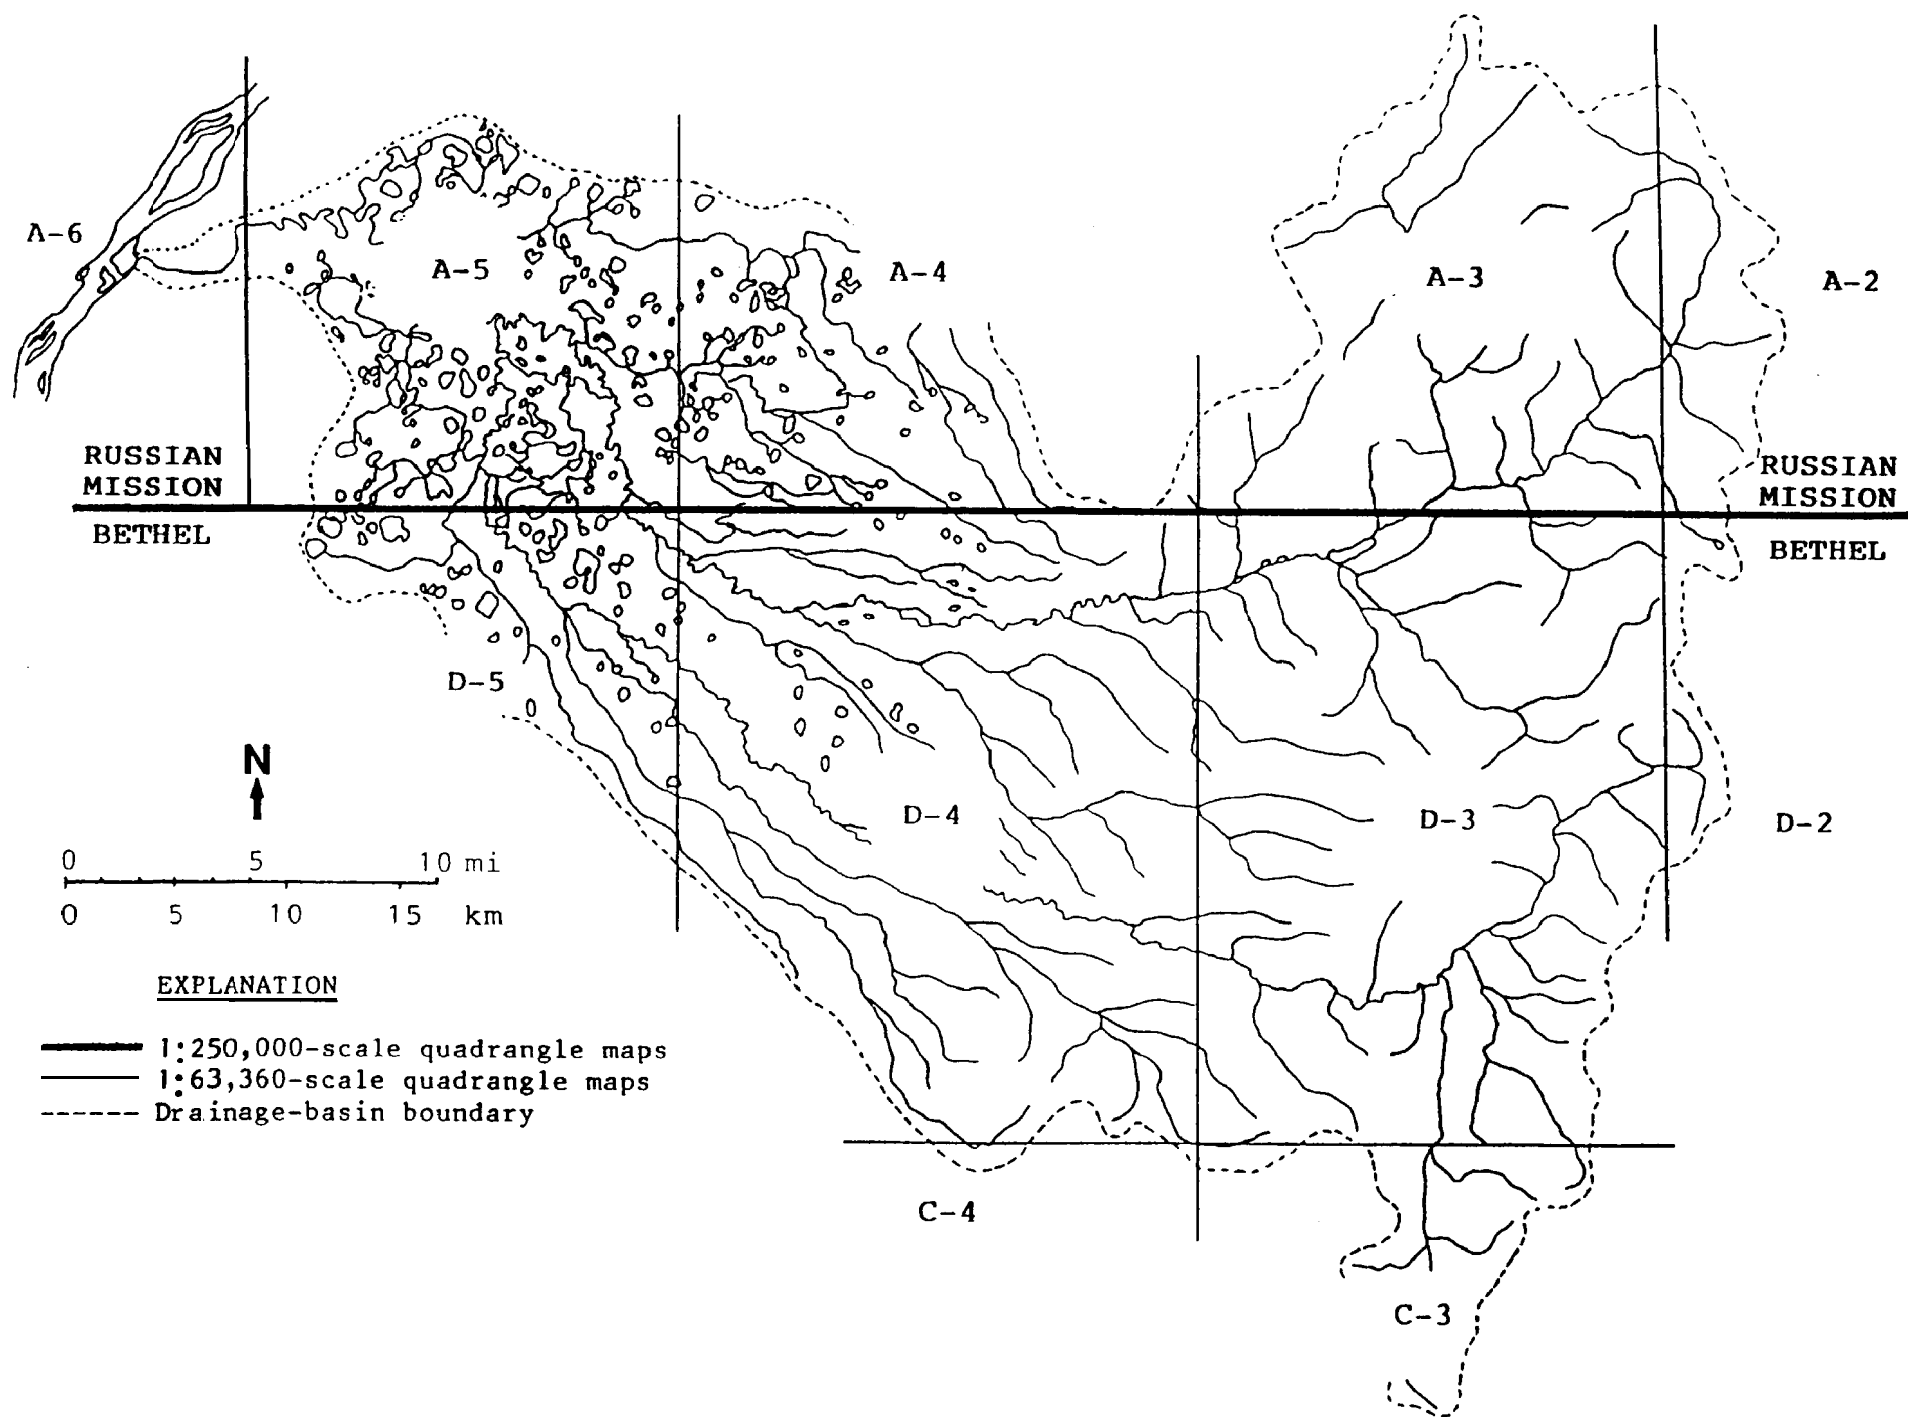 A-6
A-5
A-4
A-3
A-2
RUSSIAN
MISSION
BETHEL
RUSSIAN
MISSION
BETHEL
D-5
D-4
D-3
D-2
N
0 5 10 mi
0 5 10 15 km
EXPLANATION
1:250,000-scale quadrangle maps
1:63,360-scale quadrangle maps
Drainage-basin boundary
C-4
C-3